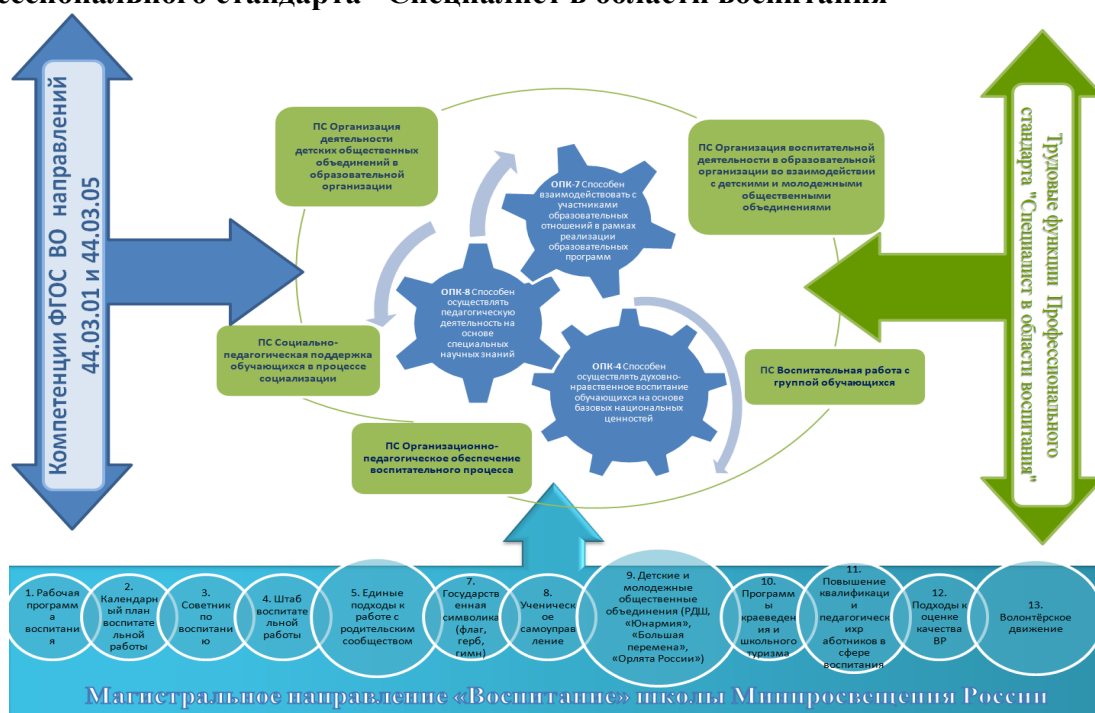 ессионального стандарта "Специалист в области воспитания"
Компетенции ФГОС ВО направлений
44.03.01 и 44.03.05
ПС Организация
деятельности
детских общественных
объединений в
образовательной
организации
ПС Организация воспитательной
деятельности в образовательной
организации во взаимодействии
с детскими и молодежными
общественными
объединениями
ОПК-7 Способен
взаимодействовать с
участниками
образовательных
отношений в рамках
реализации
образовательных
программ
ОПК-8 Способен
осуществлять
педагогическую
деятельность на
основе
специальных
научных знаний
ОПК-4 Способен
осуществлять духовно-
нравственное воспитание
обучающихся на основе
базовых национальных
ценностей
ПС Социально-
педагогическая поддержка
обучающихся в процессе
социализации
ПС Воспитательная работа с
группой обучающихся
ПС Организационно-
педагогическое обеспечение
воспитательного процесса
Трудовые функции Профессионального
стандарта "Специалист в области воспитания"
1. Рабочая
программ
а
воспитани
я
2.
Календарн
ый план
воспитате
льной
работы
3.
Советник
по
воспитани
ю
4. Штаб
воспитате
льной
работы
5. Единые
подходы к
работе с
родительским
сообществом
7.
Государств
енная
символика
(флаг,
герб,
гимн)
8.
Ученическ
ое
самоуправ
ление
9. Детские и
молодежные
общественные
объединения (РДШ,
«Юнармия»,
«Большая
перемена»,
«Орлята России»)
10.
Программ
ы
краеведен
ия и
школьного
туризма
11.
Повышение
квалификаци
и
педагогическихр
аботников в
сфере
воспитания
12.
Подходы к
оценке
качества
ВР
13.
Волонтёрское
движение
Магистральное направление «Воспитание» школы Минпросвещения России